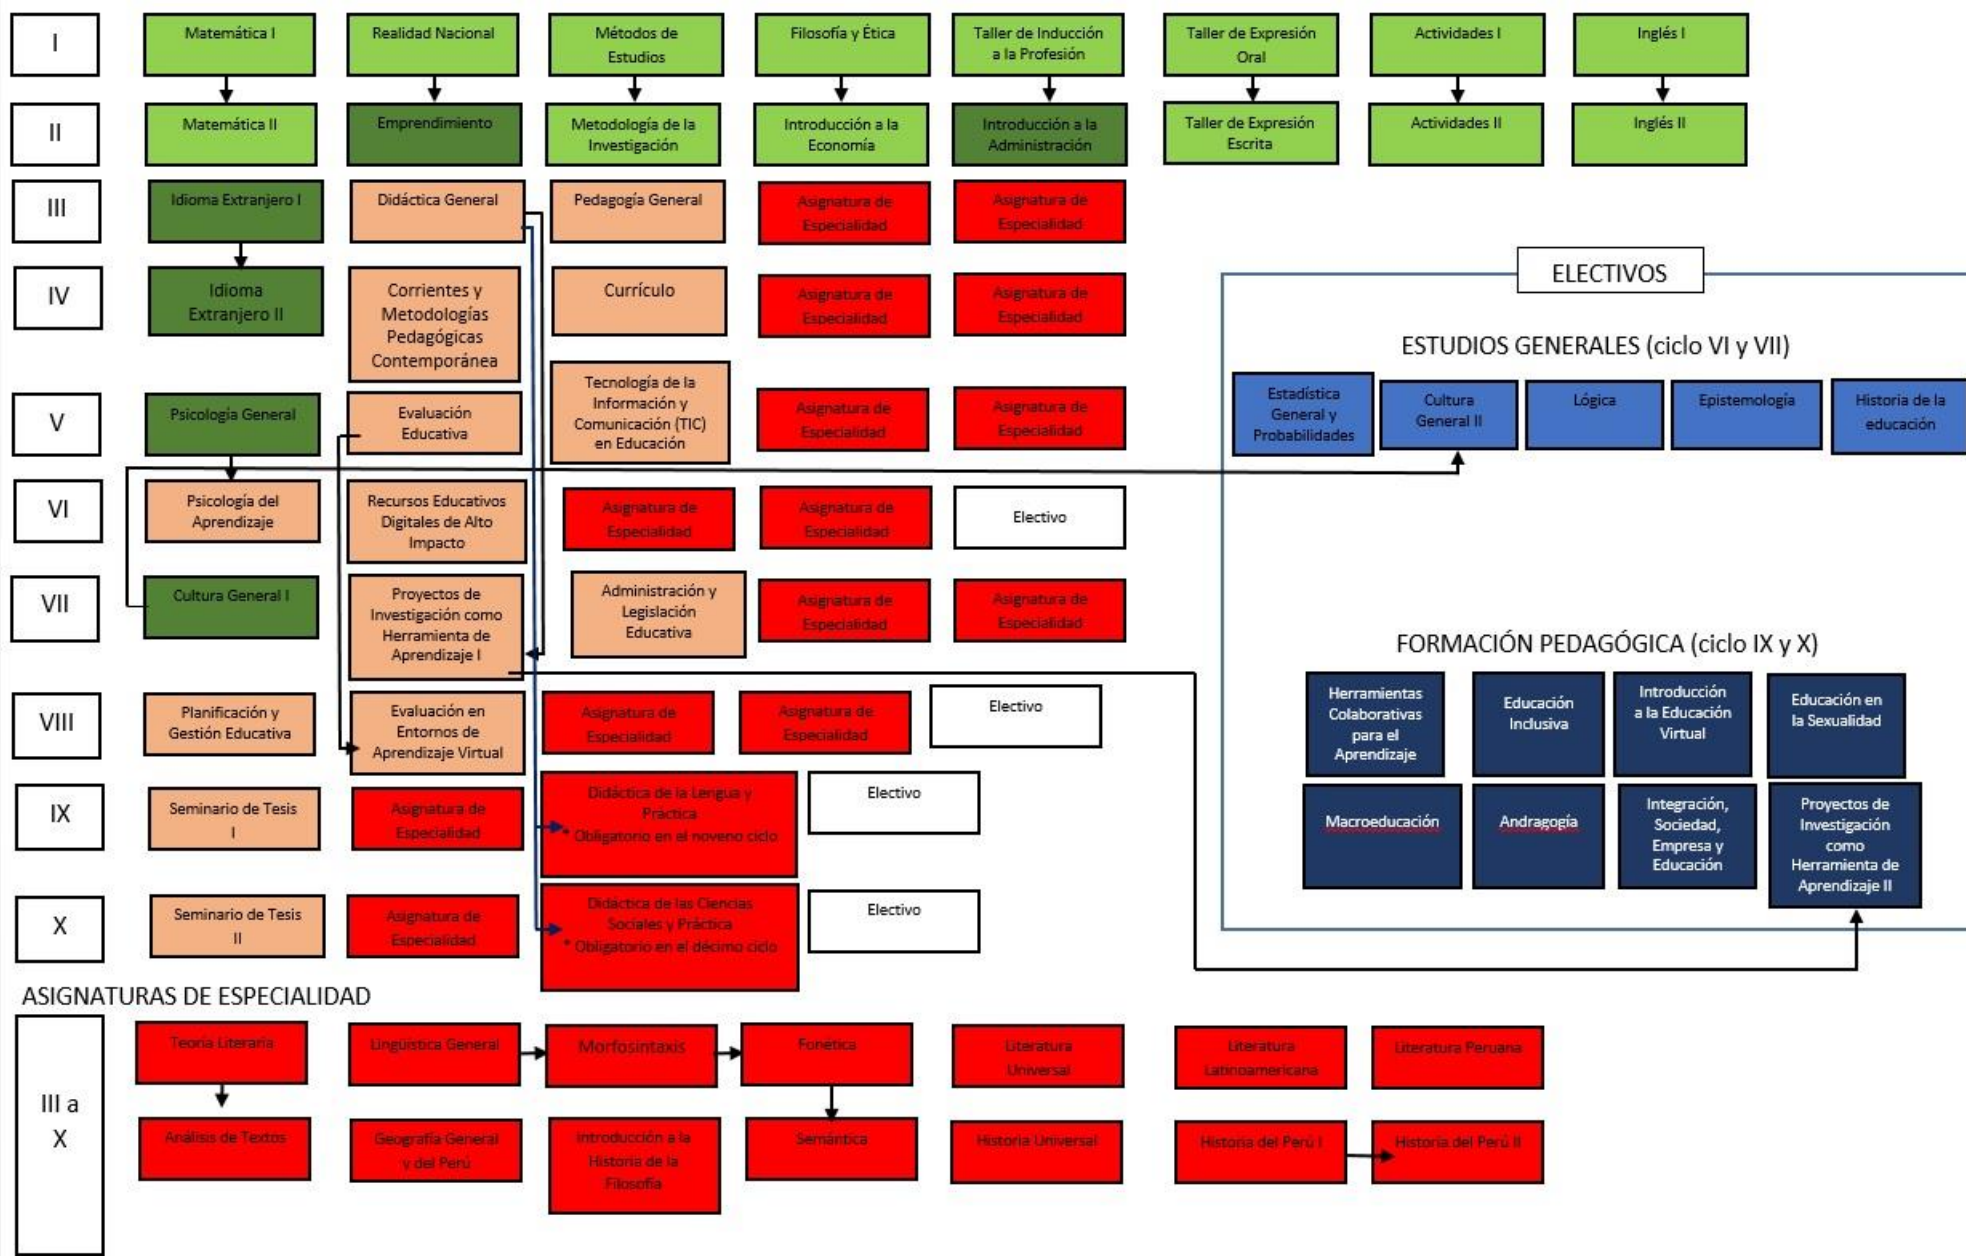 I
Matemática I
Realidad Nacional
Métodos de
Estudios
Filosofía y Ética
Taller de Inducción
a la Profesión
Taller de Expresión
Oral
Actividades I
Inglés I
II
Matemática II
Emprendimiento
Metodología de la
Investigación
Introducción a la
Economía
Introducción a la
Administración
Taller de Expresión
Escrita
Actividades II
Inglés II
III
Idioma Extranjero I
Didáctica General
Pedagogía General
Asignatura de
Especialidad
Asignatura de
Especialidad
IV
Idioma
Extranjero II
Corrientes y
Metodologías
Pedagógicas
Contemporánea
Currículo
Asignatura de
Especialidad
Asignatura de
Especialidad
V
Psicología General
Evaluación
Educativa
Tecnología de la
Información y
Comunicación (TIC)
en Educación
Asignatura de
Especialidad
Asignatura de
Especialidad
VI
Psicología del
Aprendizaje
Recursos Educativos
Digitales de Alto
Impacto
Asignatura de
Especialidad
Asignatura de
Especialidad
Electivo
VII
Cultura General I
Proyectos de
Investigación como
Herramienta de
Aprendizaje I
Administración y
Legislación
Educativa
Asignatura de
Especialidad
Asignatura de
Especialidad
VIII
Planificación y
Gestión Educativa
Evaluación en
Entornos de
Aprendizaje Virtual
Asignatura de
Especialidad
Asignatura de
Especialidad
Electivo
IX
Seminario de Tesis
I
Asignatura de
Especialidad
Didáctica de la Lengua y
Práctica
* Obligatorio en el noveno ciclo
Electivo
X
Seminario de Tesis
II
Asignatura de
Especialidad
Didáctica de las Ciencias
Sociales y Práctica
* Obligatorio en el décimo ciclo
Electivo
ELECTIVOS
ESTUDIOS GENERALES (ciclo VI y VII)
Estadística
General y
Probabilidades
Cultura
General II
Lógica
Epistemología
Historia de la
educación
FORMACIÓN PEDAGÓGICA (ciclo IX y X)
Herramientas
Colaborativas
para el
Aprendizaje
Educación
Inclusiva
Introducción
a la Educación
Virtual
Educación en
la Sexualidad
Macroeducación
Andragogía
Integración,
Sociedad,
Empresa y
Educación
Proyectos de
Investigación
como
Herramienta de
Aprendizaje II
ASIGNATURAS DE ESPECIALIDAD
III a
X
Teoría Literaria
Lingüística General
Morfosintaxis
Fonética
Literatura
Universal
Literatura
Latinoamericana
Literatura Peruana
Análisis de Textos
Geografía General
y del Perú
Introducción a la
Historia de la
Filosofía
Semántica
Historia Universal
Historia del Perú I
Historia del Perú II